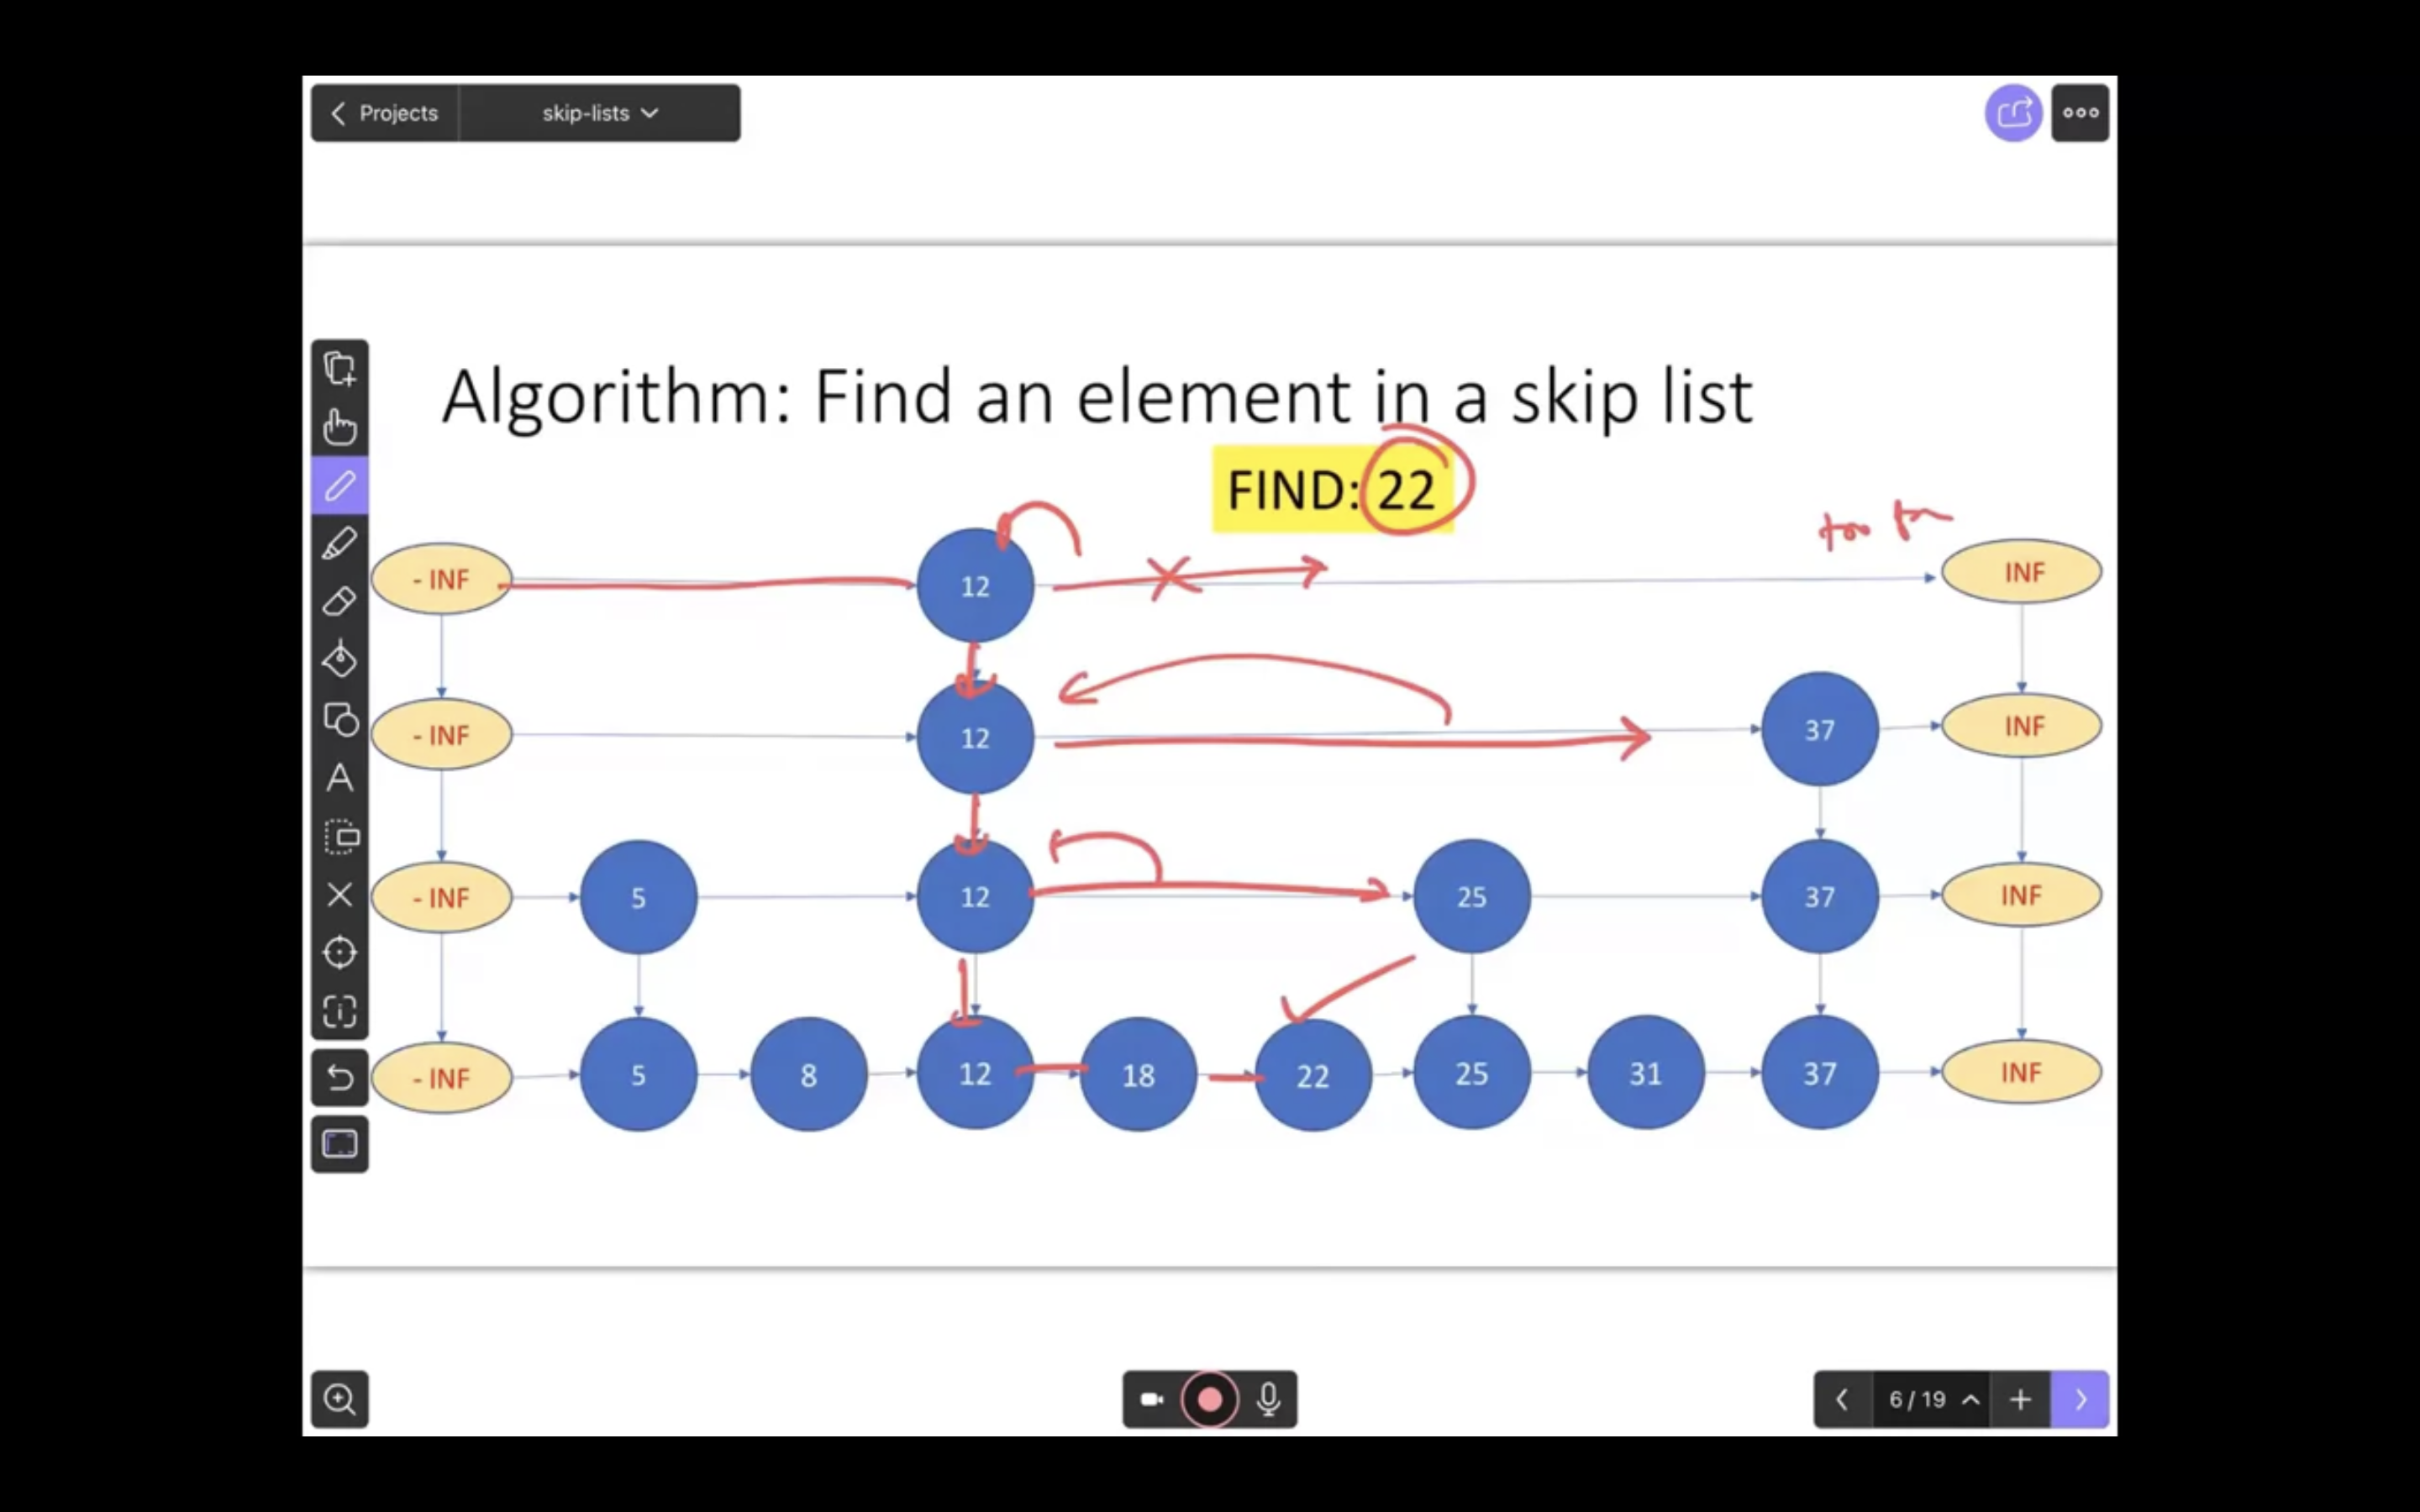 Projects skip-lists
Algorithm: Find an element in a skip list
FIND: 22
too far
- INF 12 INF
- INF 12 37 INF
- INF 5 12 25 37 INF
- INF 5 8 12 18 22 25 31 37 INF
6 / 19